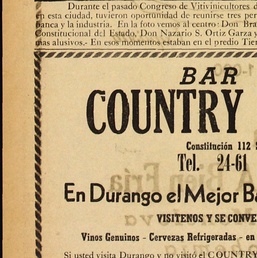 Durante el pasado Congreso de Vitivinicultores d
en esta ciudad, tuvieron oportunidad de reunirse tres per
banca y la industria. En la foto vemos al centro: Don Bra
Constitucional del Estado, Don Nazario S. Ortiz Garza y
mas alusivos.- En esos momentos estaban en el predio Tier
BAR
COUNTRY
Constitución 112
Tel. 24-61
En Durango el Mejor Ba
VISITENOS Y SE CONVE
Vinos Genuinos - Cervezas Refrigeradas - en
Si usted visita Durango y no visitó el COUNTRY